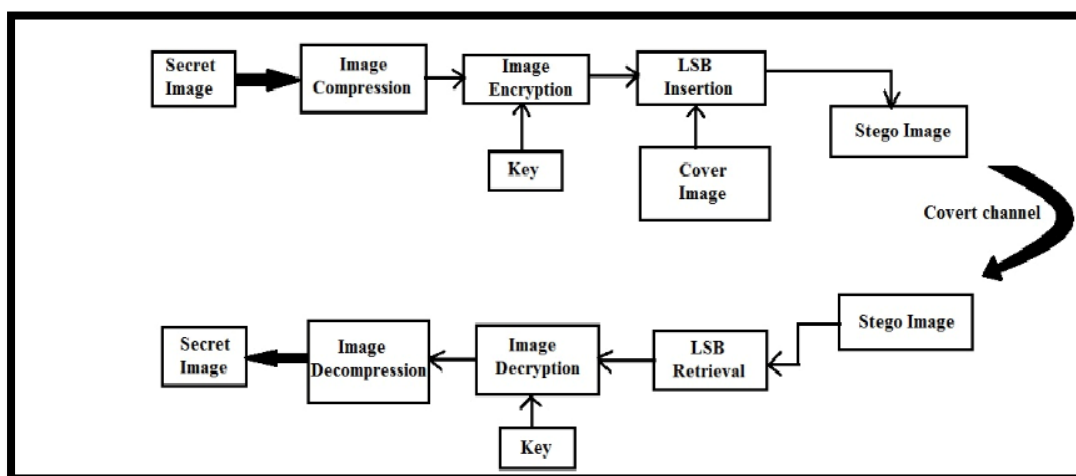 Secret
Image
Image
Compression
Image
Encryption
LSB
Insertion
Stego Image
Key
Cover
Image
Covert channel
Stego Image
LSB
Retrieval
Image
Decryption
Image
Decompression
Secret
Image
Key